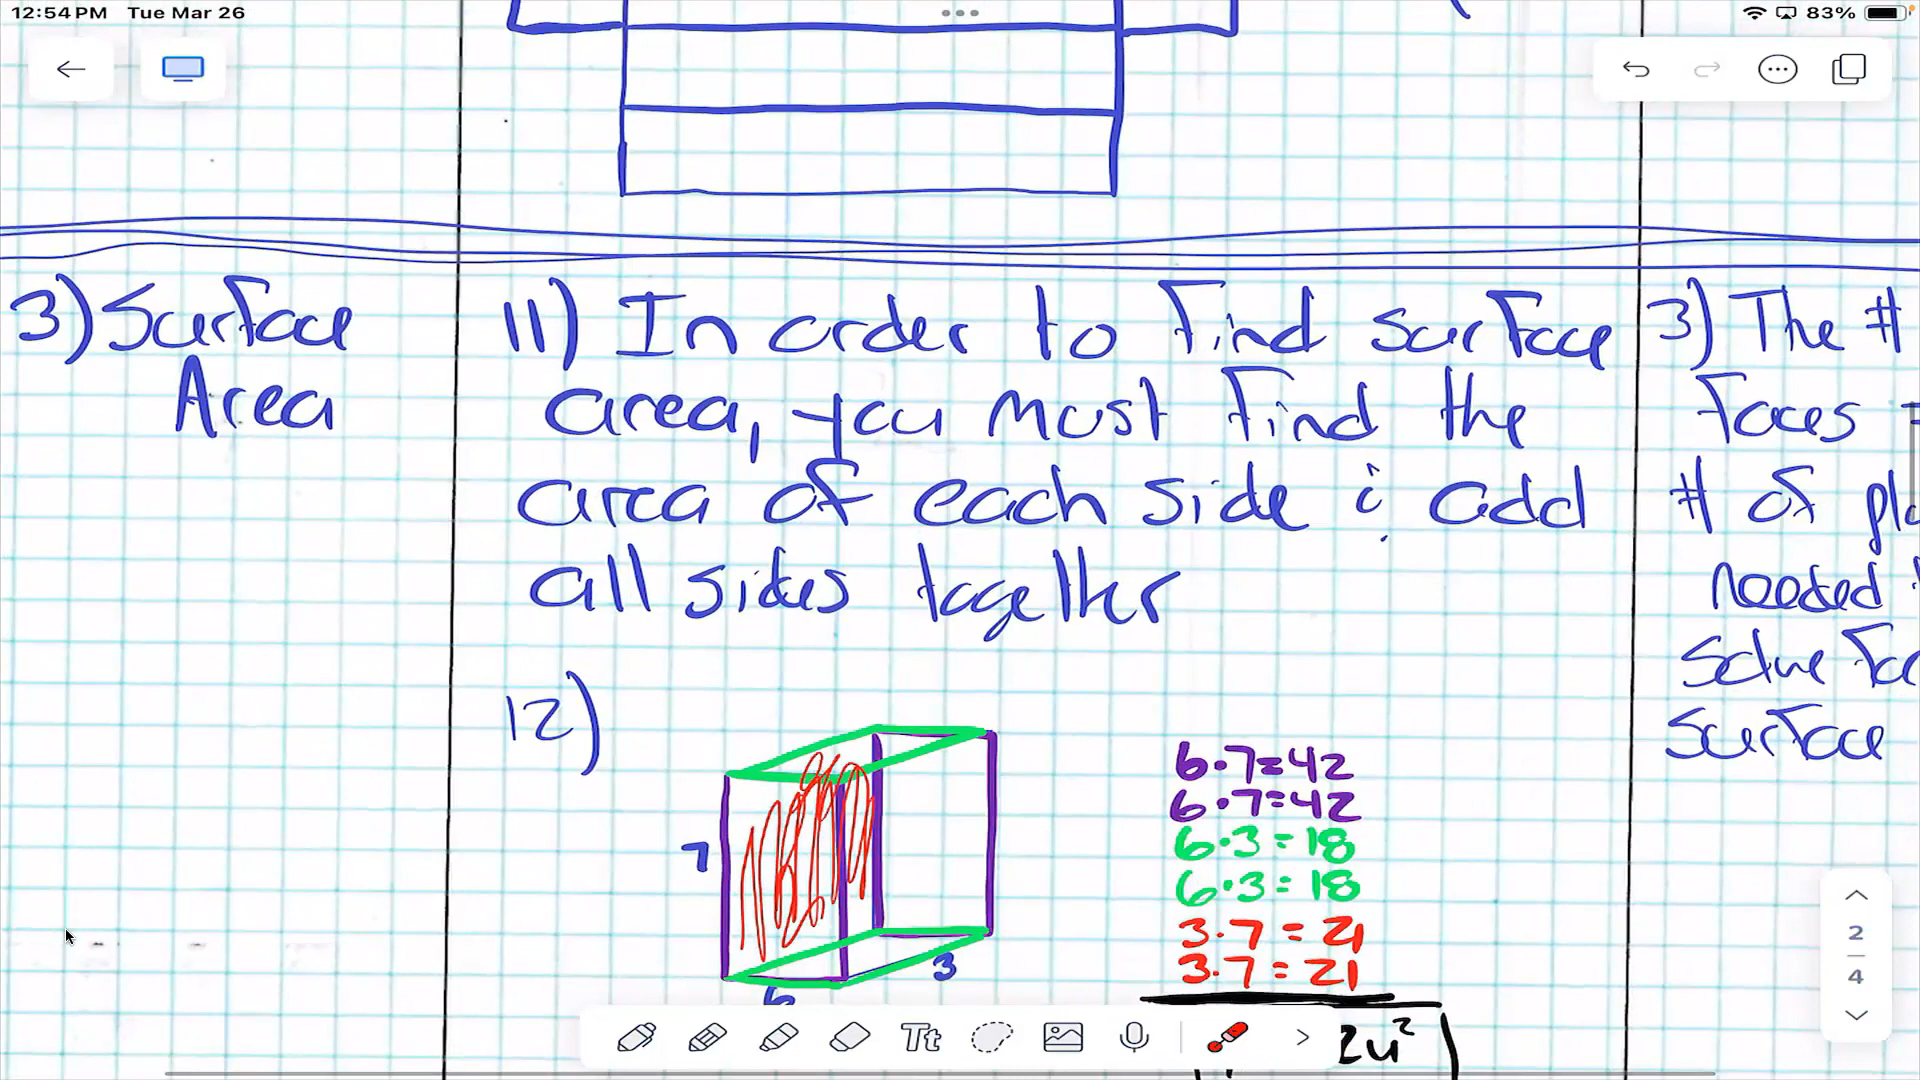 12:54 PM Tue Mar 26
83%
3) Surface
Area
11) In order to find surface
area, you must find the
area of each side & add
all sides together
12)
7
3
6
6·7=42
6·7=42
6·3=18
6·3=18
3·7=21
3·7=21
2u²
3) The #
faces
# of
needed
solve
surface
2
4
Tt